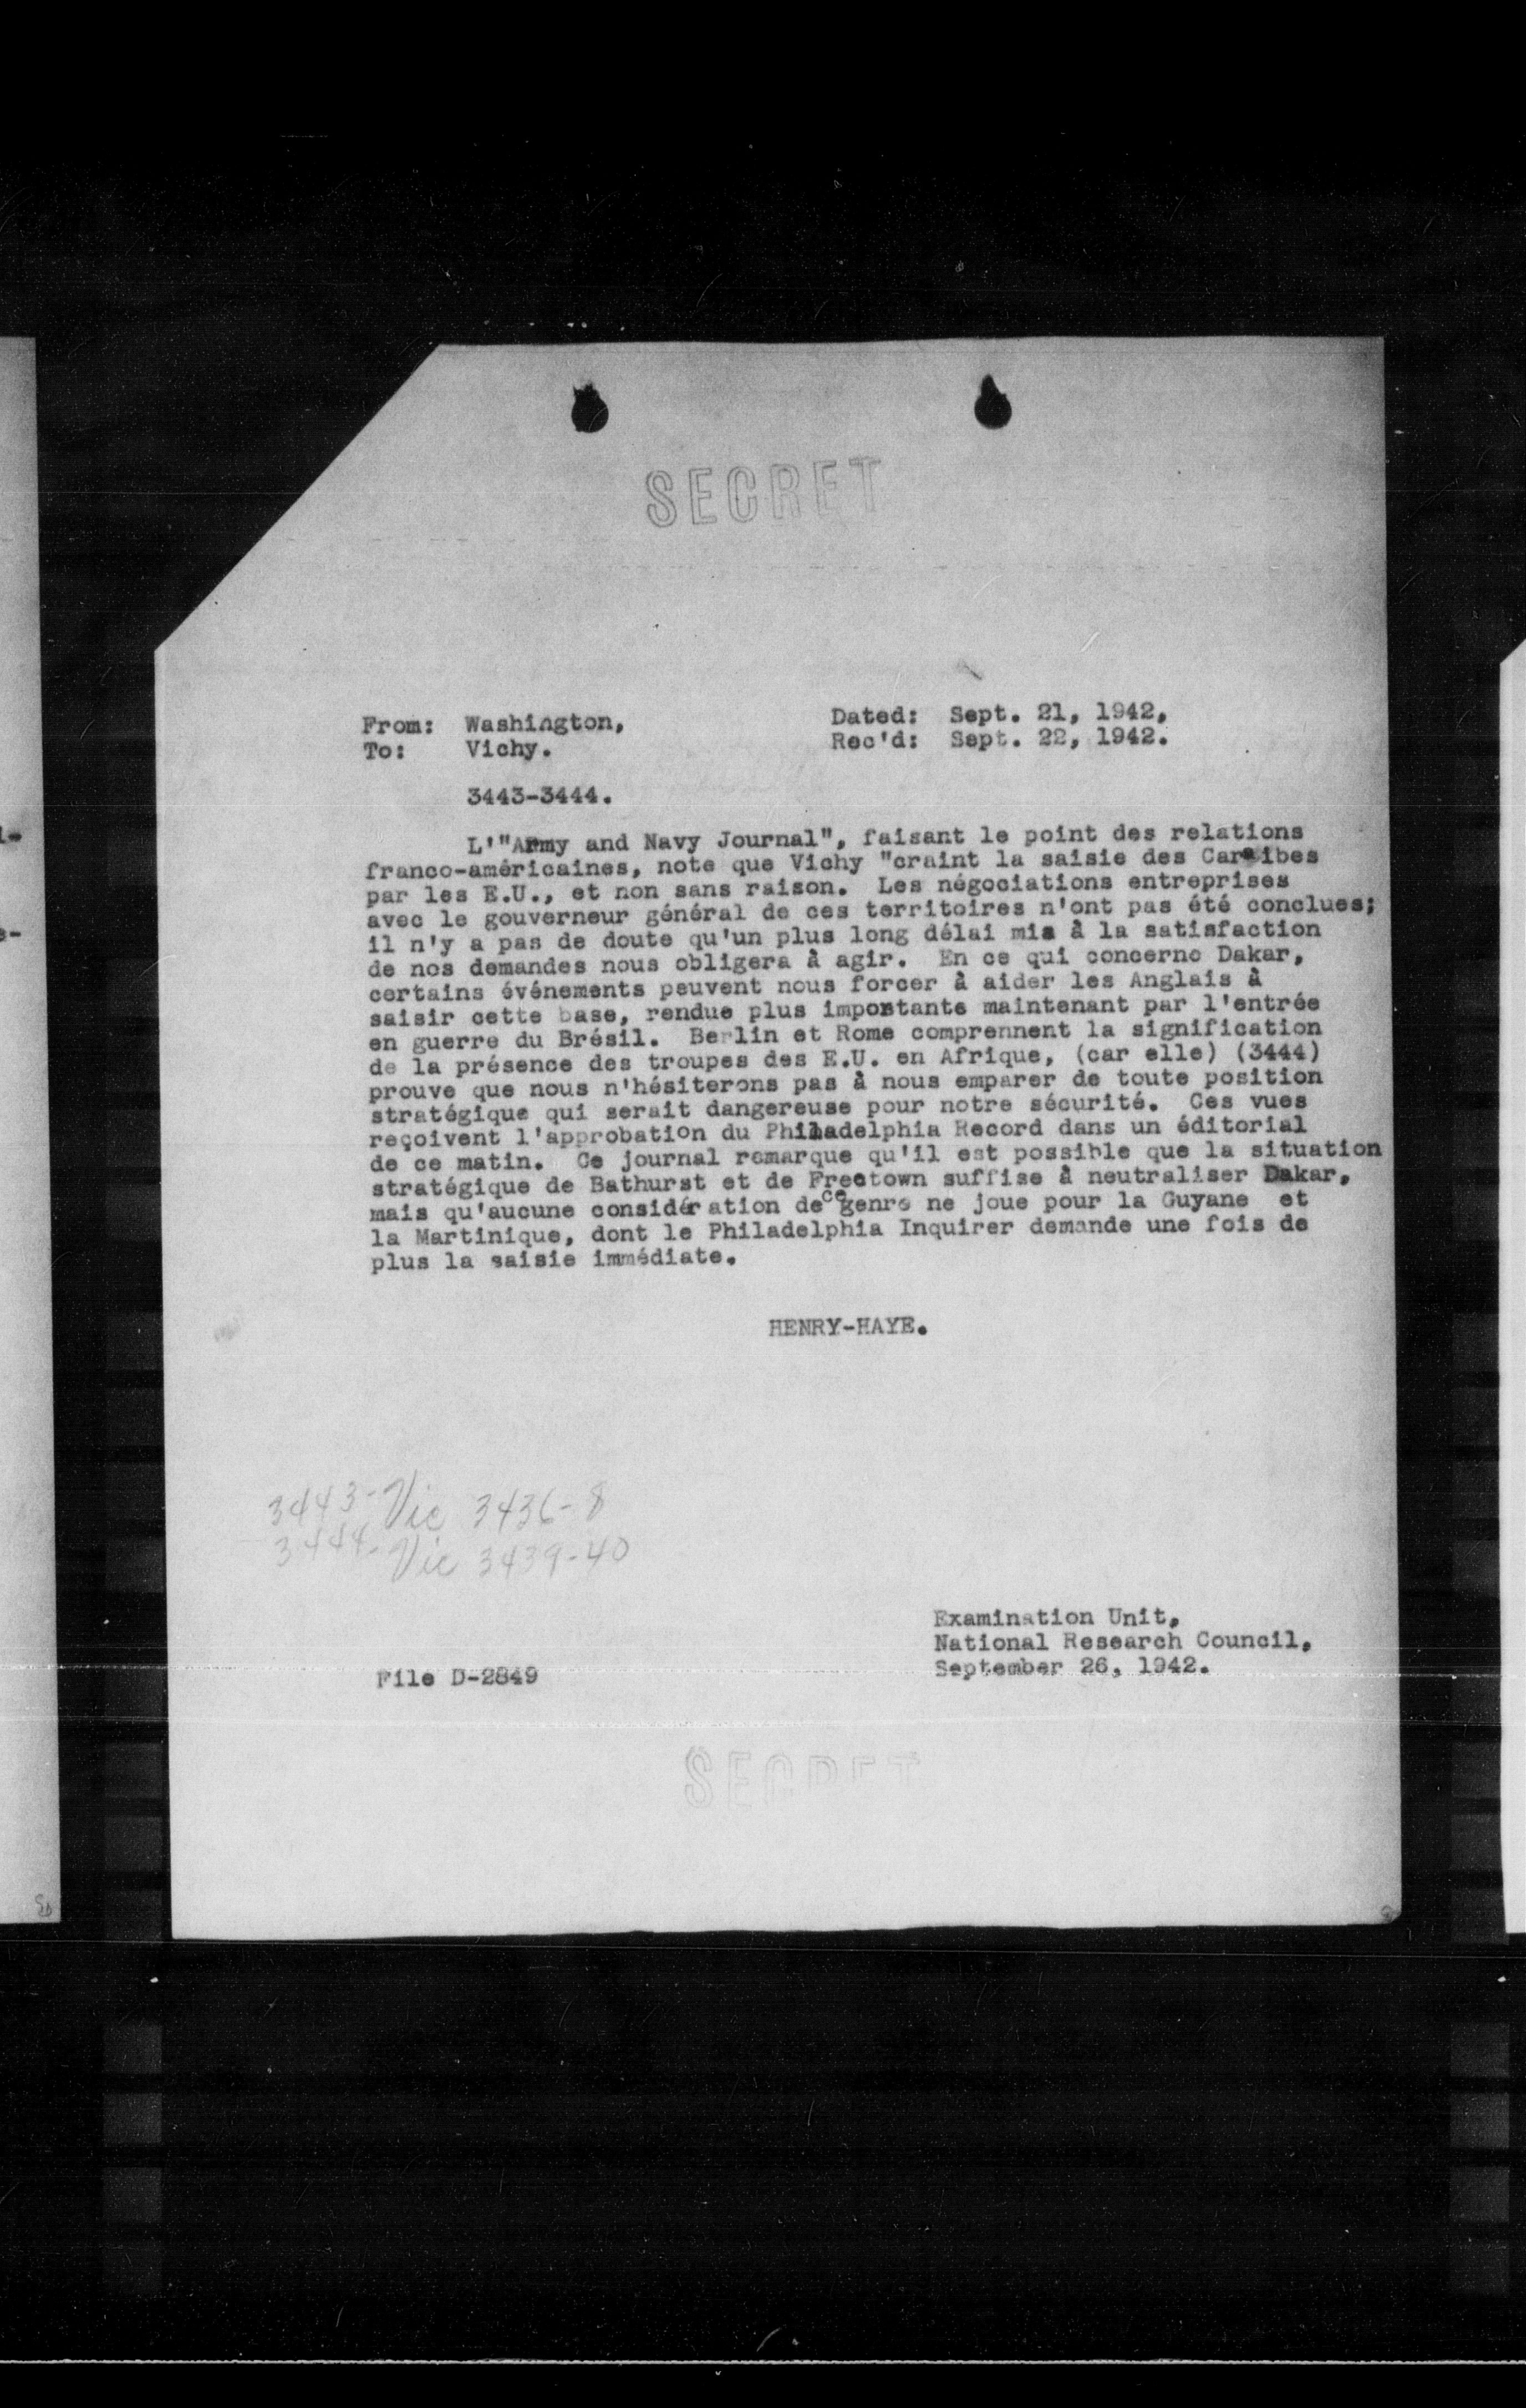 SECRET
From: Washington,
To: Vichy.
Dated: Sept. 21, 1942,
Rec'd: Sept. 22, 1942.
3443-3444.
L'"Army and Navy Journal", faisant le point des relations
franco-américaines, note que Vichy "craint la saisie des Caraibes
par les E.U., et non sans raison. Les négociations entreprises
avec le gouverneur général de ces territoires n'ont pas été conclues;
il n'y a pas de doute qu'un plus long délai mis à la satisfaction
de nos demandes nous obligera à agir. En ce qui concerne Dakar,
certains événements peuvent nous forcer à aider les Anglais à
saisir cette base, rendue plus importante maintenant par l'entrée
en guerre du Brésil. Berlin et Rome comprennent la signification
de la présence des troupes des E.U. en Afrique, (car elle) (3444)
prouve que nous n'hésiterons pas à nous emparer de toute position
stratégique qui serait dangereuse pour notre sécurité. Ces vues
reçoivent l'approbation du Philadelphia Record dans un éditorial
de ce matin. Ce journal remarque qu'il est possible que la situation
stratégique de Bathurst et de Freetown suffise à neutraliser Dakar,
mais qu'aucune considération de ce genre ne joue pour la Guyane et
la Martinique, dont le Philadelphia Inquirer demande une fois de
plus la saisie immédiate.
HENRY-HAYE.
3443-Vic 3436-8
3444-Vic 3439-40
Examination Unit,
National Research Council,
September 26, 1942.
File D-2849
SECRET